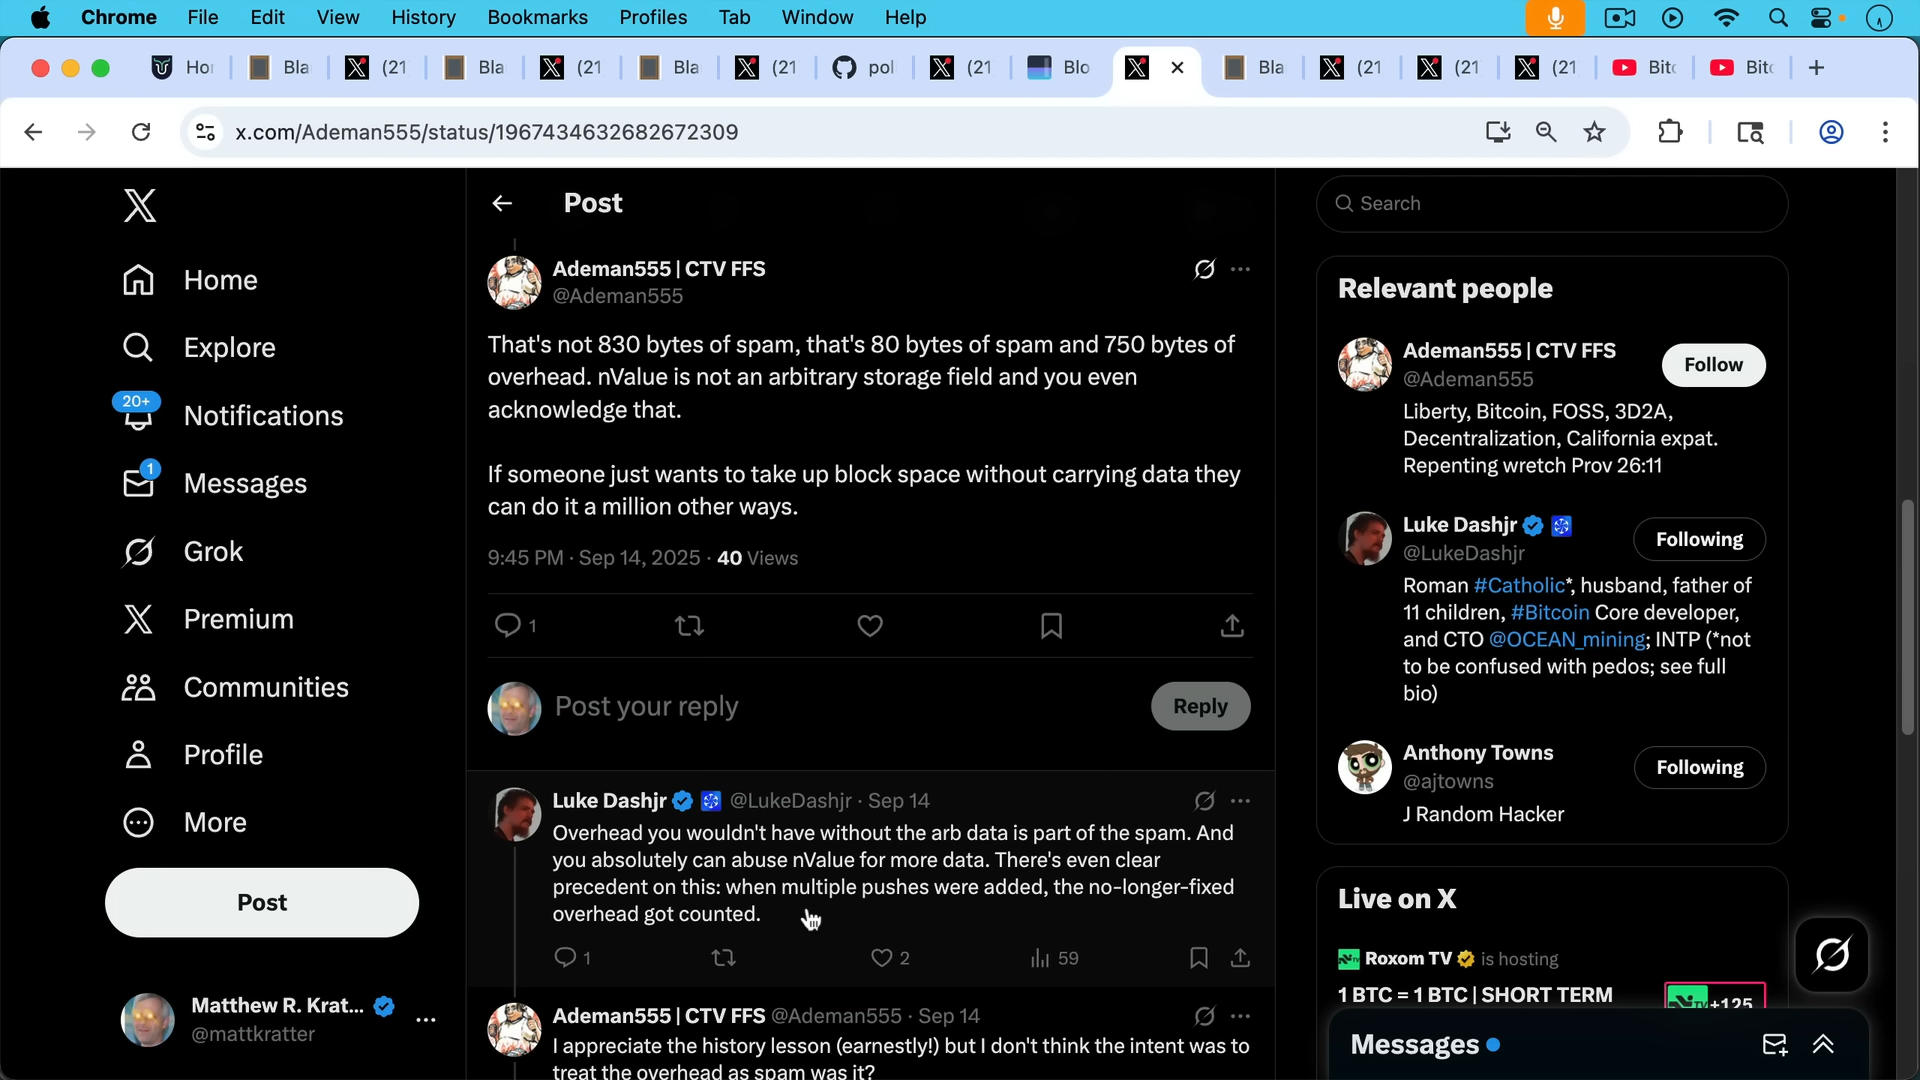 Chrome File Edit View History Bookmarks Profiles Tab Window Help
Hor Bla (21 Bla (21 Bla (21 pol (21 Blo Bla (21 (21 (21 Bitc Bitc
x.com/Ademan555/status/1967434632682672309
Post
Search
Ademan555 | CTV FFS
@Ademan555
That's not 830 bytes of spam, that's 80 bytes of spam and 750 bytes of
overhead. nValue is not an arbitrary storage field and you even
acknowledge that.
If someone just wants to take up block space without carrying data they
can do it a million other ways.
9:45 PM · Sep 14, 2025 · 40 Views
1
Post your reply
Reply
Luke Dashjr @LukeDashjr · Sep 14
Overhead you wouldn't have without the arb data is part of the spam. And
you absolutely can abuse nValue for more data. There's even clear
precedent on this: when multiple pushes were added, the no-longer-fixed
overhead got counted.
1 2 59
Ademan555 | CTV FFS @Ademan555 · Sep 14
I appreciate the history lesson (earnestly!) but I don't think the intent was to
treat the overhead as spam was it?
Home
Explore
20+
Notifications
1
Messages
Grok
Premium
Communities
Profile
More
Post
Matthew R. Krat...
@mattkratter
Relevant people
Ademan555 | CTV FFS
@Ademan555
Follow
Liberty, Bitcoin, FOSS, 3D2A,
Decentralization, California expat.
Repenting wretch Prov 26:11
Luke Dashjr
@LukeDashjr
Following
Roman #Catholic*, husband, father of
11 children, #Bitcoin Core developer,
and CTO @OCEAN_mining; INTP (*not
to be confused with pedos; see full
bio)
Anthony Towns
@ajtowns
Following
J Random Hacker
Live on X
Roxom TV is hosting
1 BTC = 1 BTC | SHORT TERM
+125
Messages